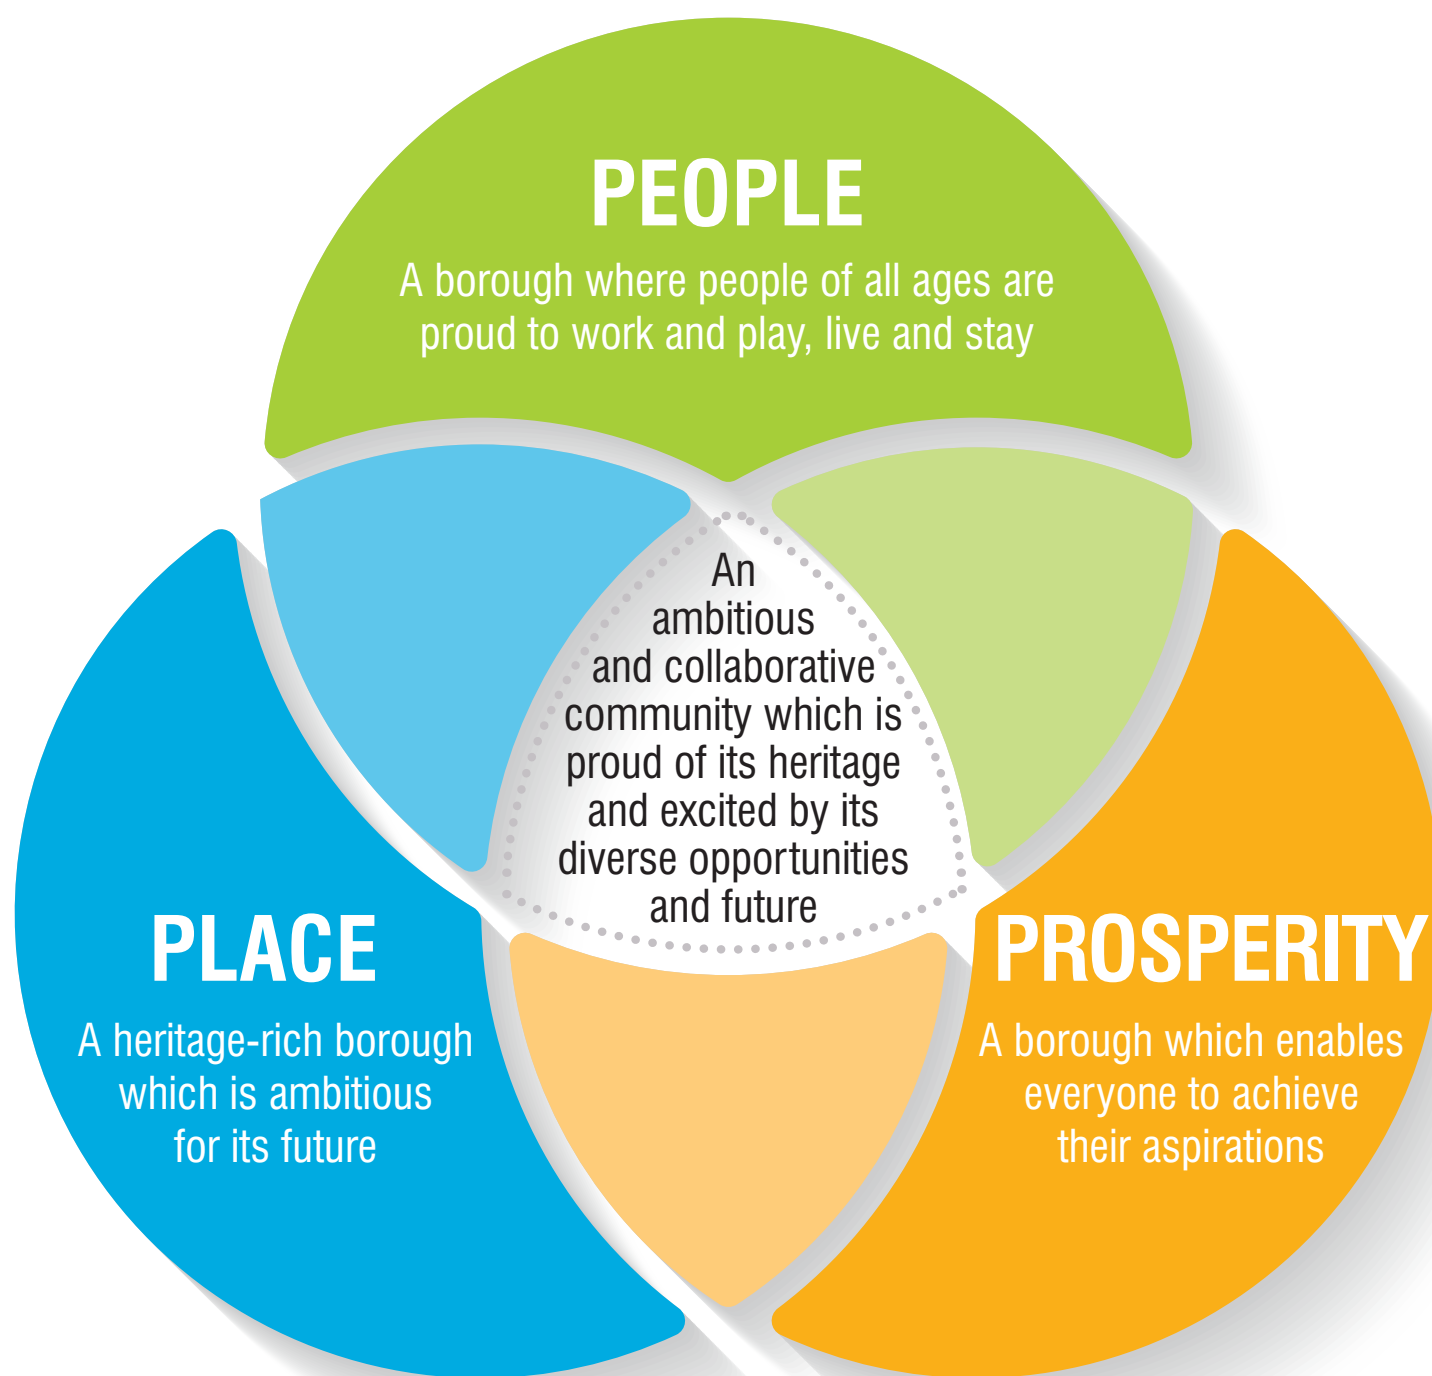 PEOPLE
A borough where people of all ages are
proud to work and play, live and stay
An
ambitious
and collaborative
community which is
proud of its heritage
and excited by its
diverse opportunities
and future
PLACE
A heritage-rich borough
which is ambitious
for its future
PROSPERITY
A borough which enables
everyone to achieve
their aspirations